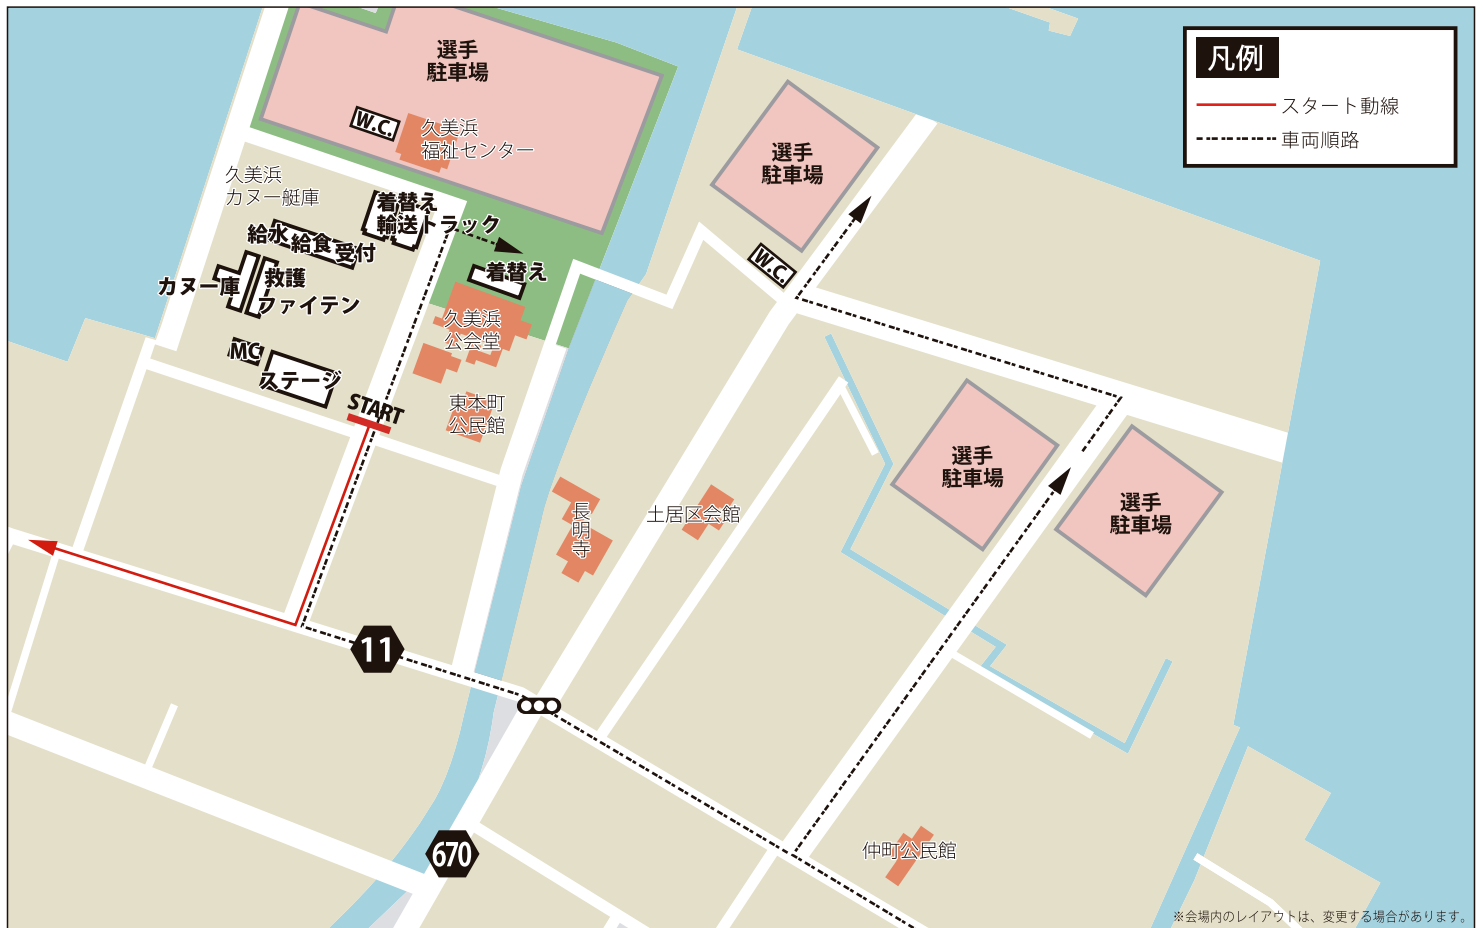 選手
駐車場
W.C.
久美浜
福祉センター
久美浜
カヌー艇庫
着替え
輸送トラック
給水
給食
受付
着替え
カヌー庫
救護
ファイテン
MC
ステージ
START
久美浜
公会堂
東本町
公民館
選手
駐車場
W.C.
凡例
スタート動線
車両順路
選手
駐車場
選手
駐車場
長明寺
土居区会館
11
670
仲町公民館
※会場内のレイアウトは、変更する場合があります。